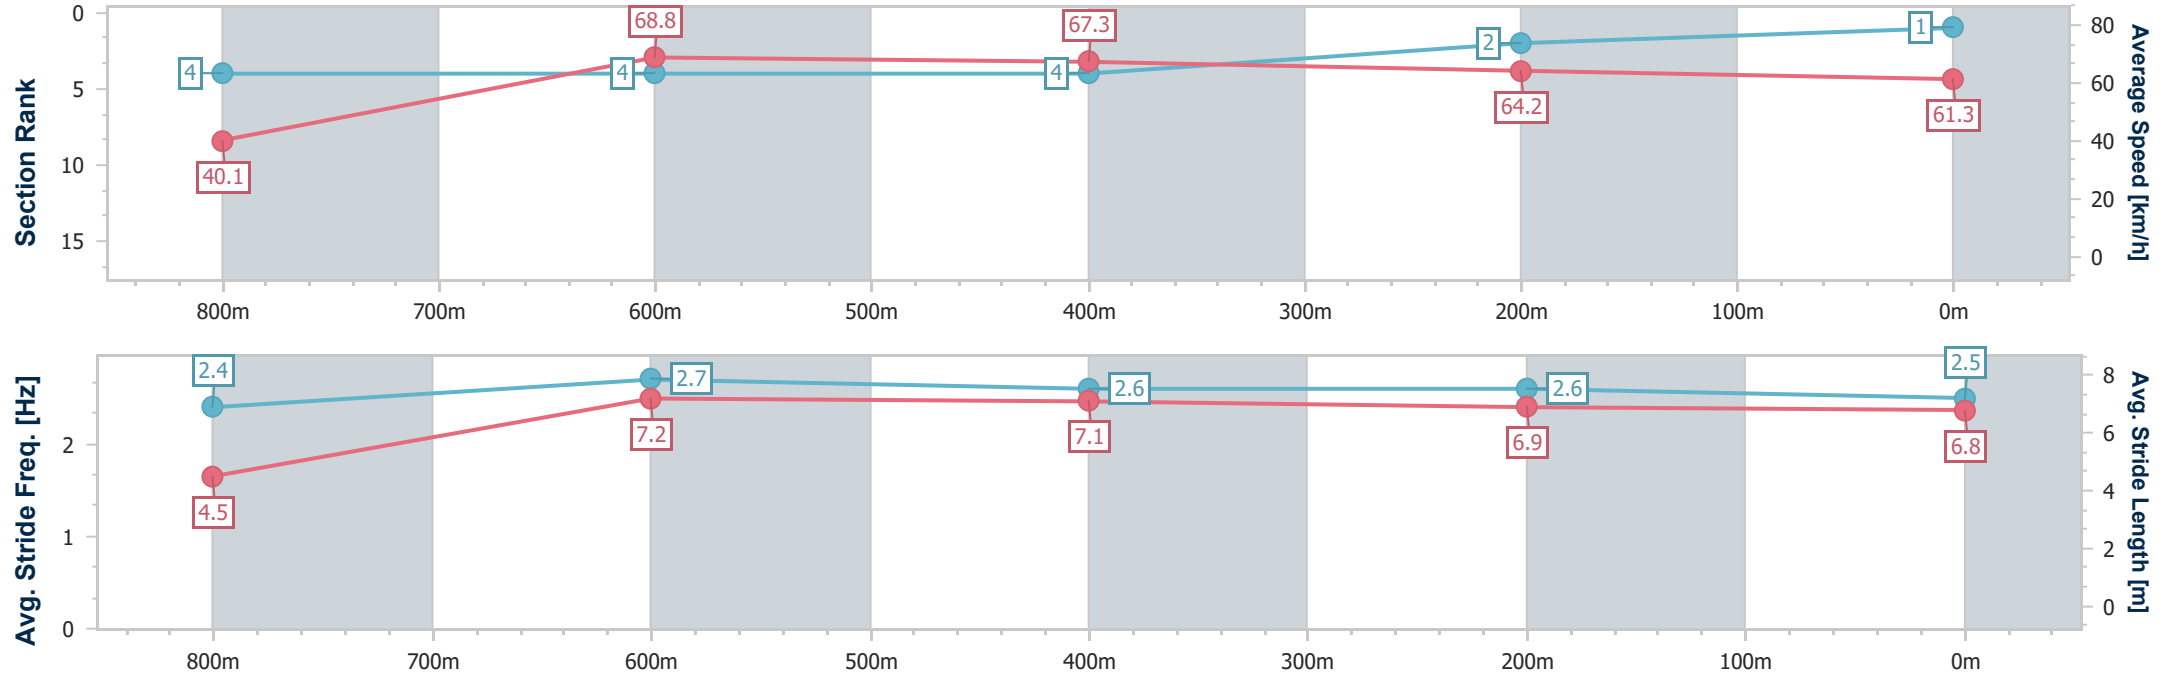 Section Rank
0
5
10
15
4
4
4
2
1
40.1
68.8
67.3
64.2
61.3
80
60
40
20
0
Average Speed [km/h]
800m
700m
600m
500m
400m
300m
200m
100m
0m
Avg. Stride Freq. [Hz]
2
1
0
2.4
2.7
2.6
2.6
2.5
4.5
7.2
7.1
6.9
6.8
8
6
4
2
0
Avg. Stride Length [m]
800m
700m
600m
500m
400m
300m
200m
100m
0m